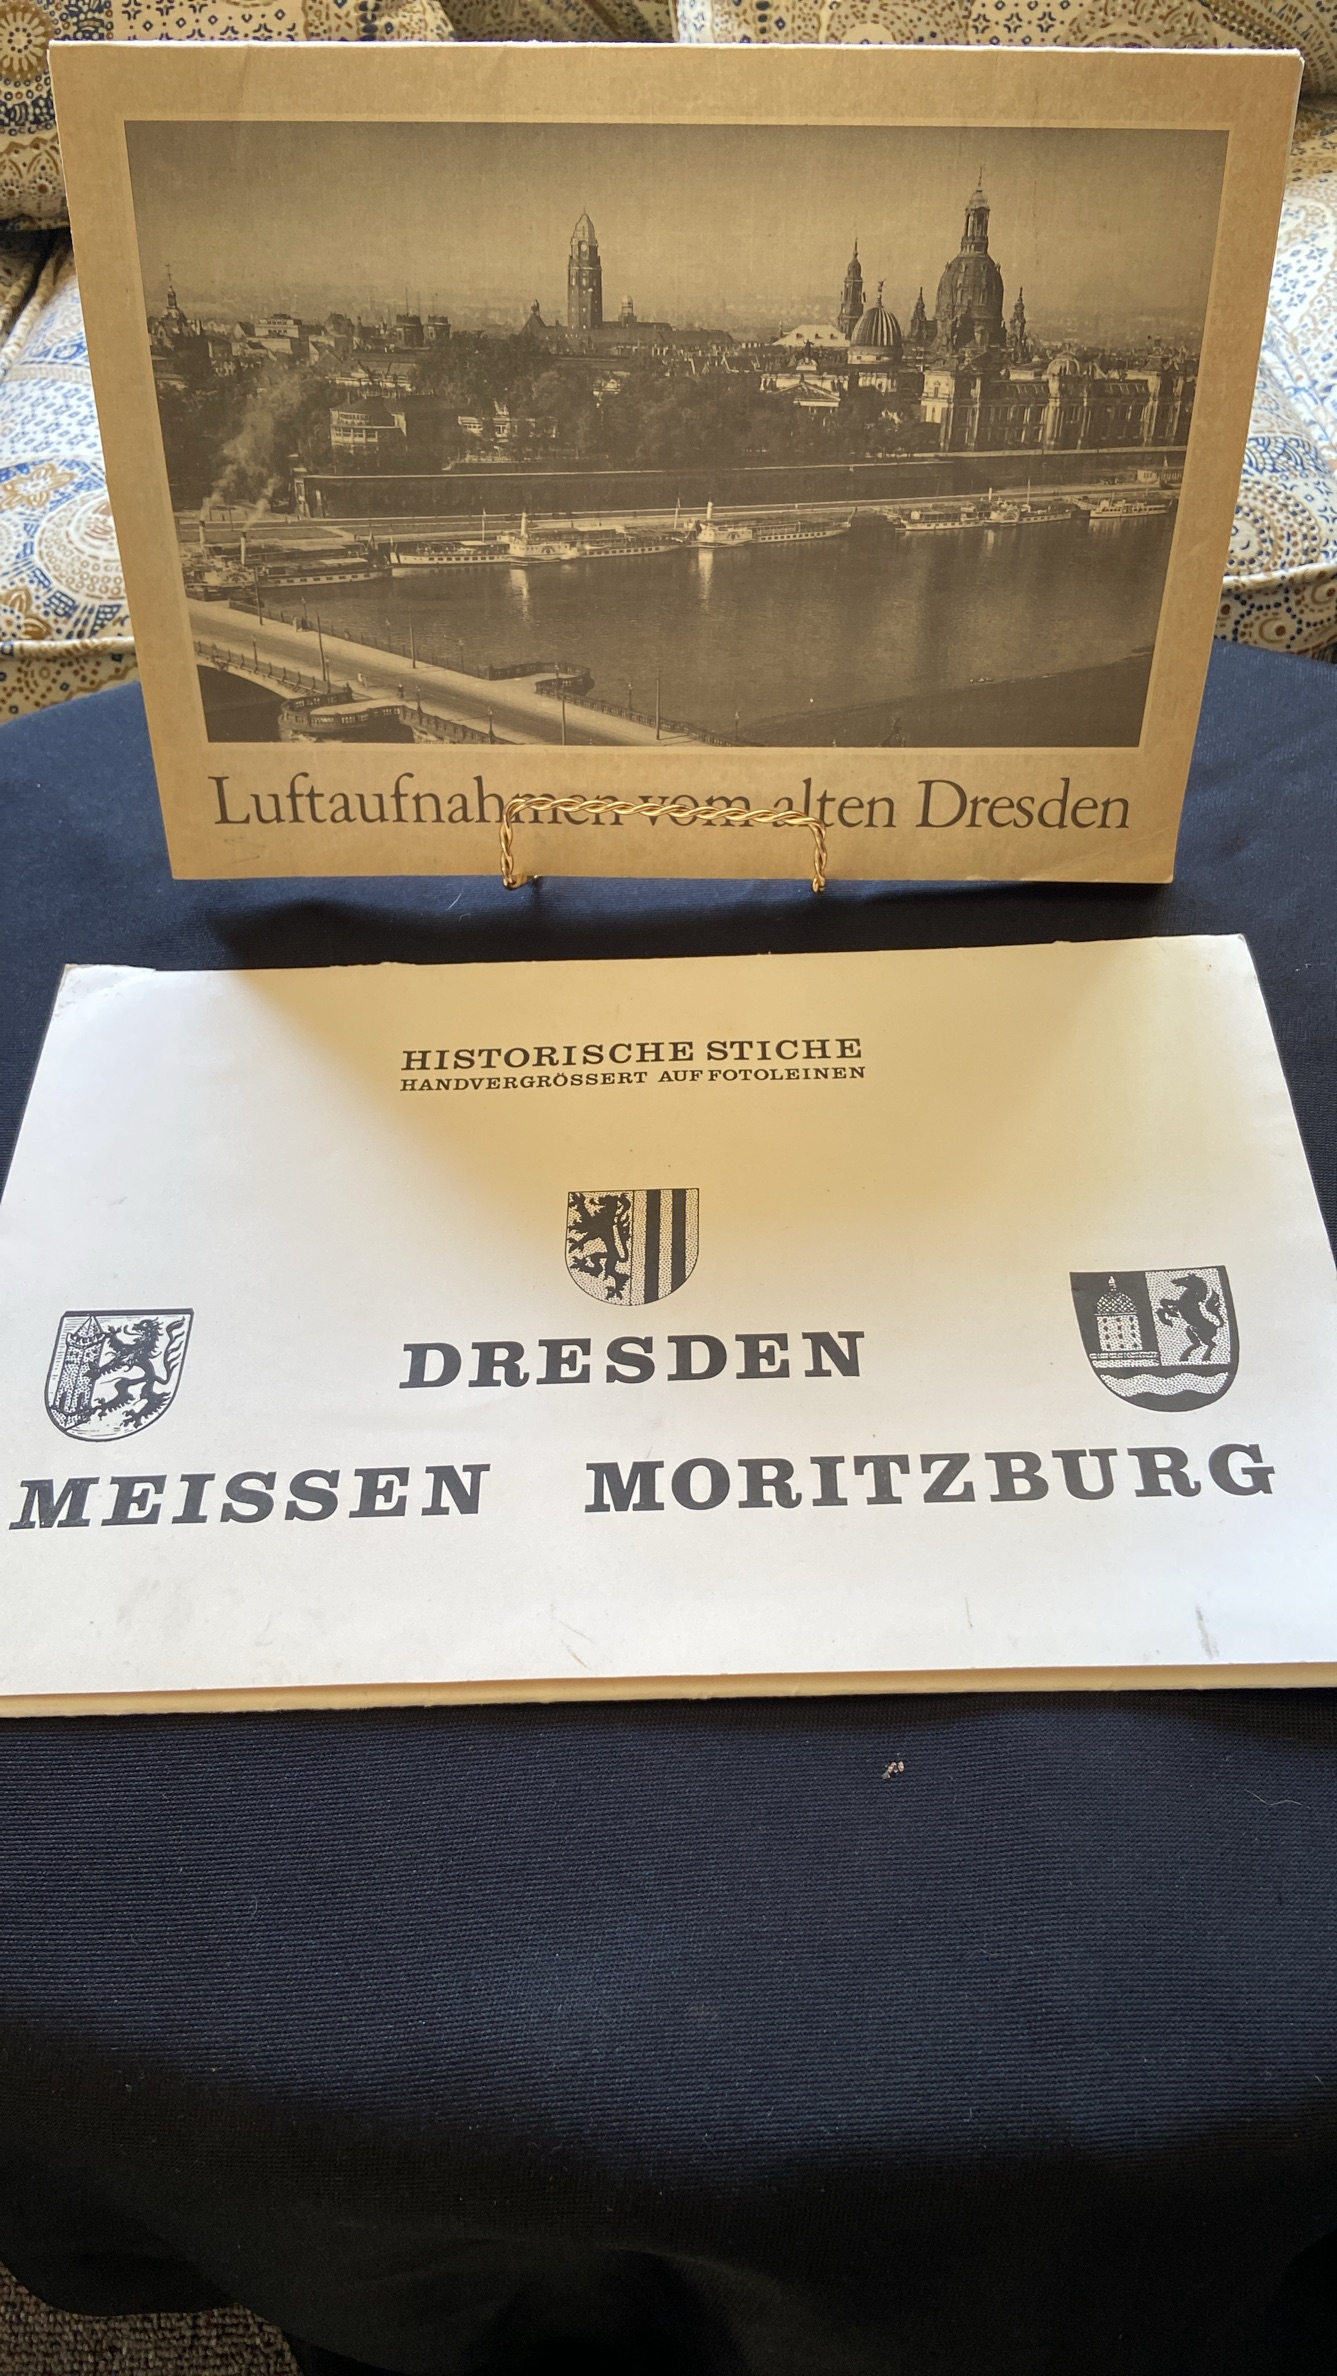 Luftaufnahmen vom alten Dresden
HISTORISCHE STICHE
HANDVERGRÖSSERT AUF FOTOLEINEN
DRESDEN
MEISSEN MORITZBURG